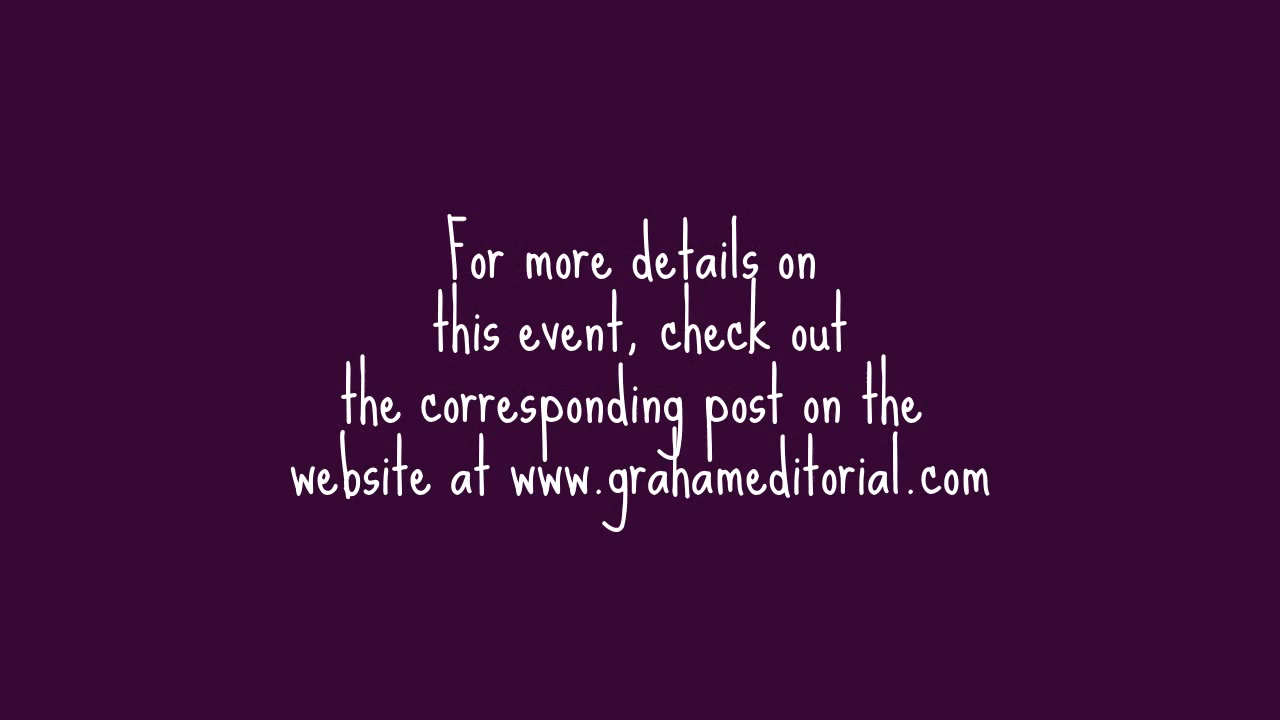 For more details on
this event, check out
the corresponding post on the
website at www.grahameditorial.com